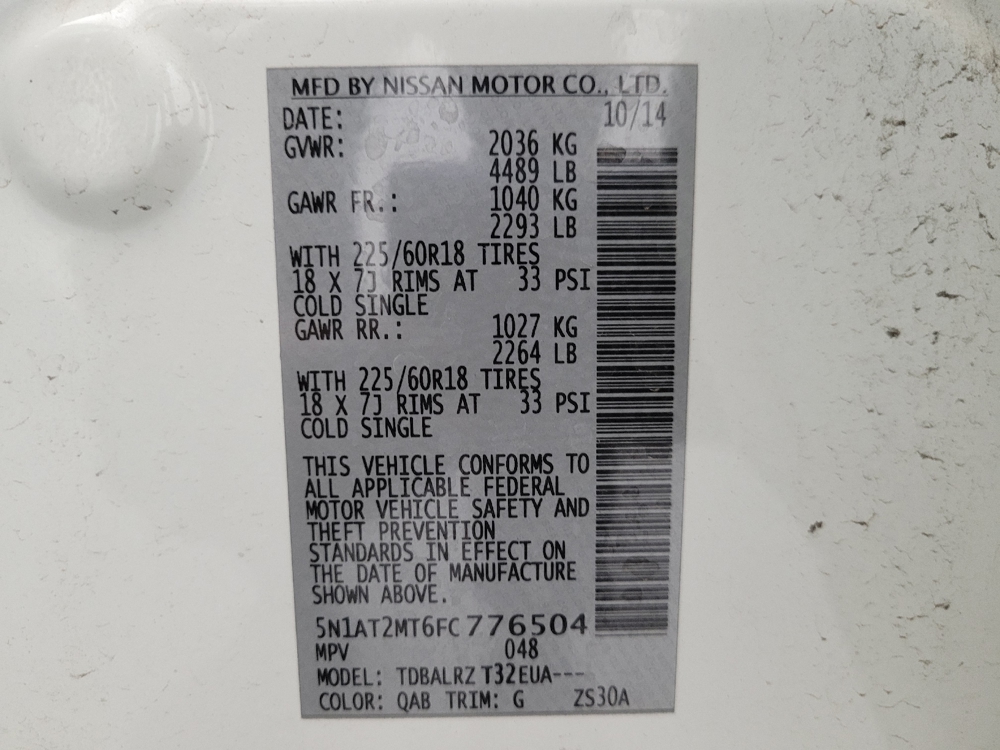 MFD BY NISSAN MOTOR CO., LTD.
DATE: 10/14
GVWR: 2036 KG
4489 LB
GAWR FR.: 1040 KG
2293 LB
WITH 225/60R18 TIRES
18 X 7J RIMS AT 33 PSI
COLD SINGLE
GAWR RR.: 1027 KG
2264 LB
WITH 225/60R18 TIRES
18 X 7J RIMS AT 33 PSI
COLD SINGLE
THIS VEHICLE CONFORMS TO
ALL APPLICABLE FEDERAL
MOTOR VEHICLE SAFETY AND
THEFT PREVENTION
STANDARDS IN EFFECT ON
THE DATE OF MANUFACTURE
SHOWN ABOVE.
5N1AT2MT6FC776504
MPV 048
MODEL: TDBALRZ T32EUA---
COLOR: QAB TRIM: G ZS30A